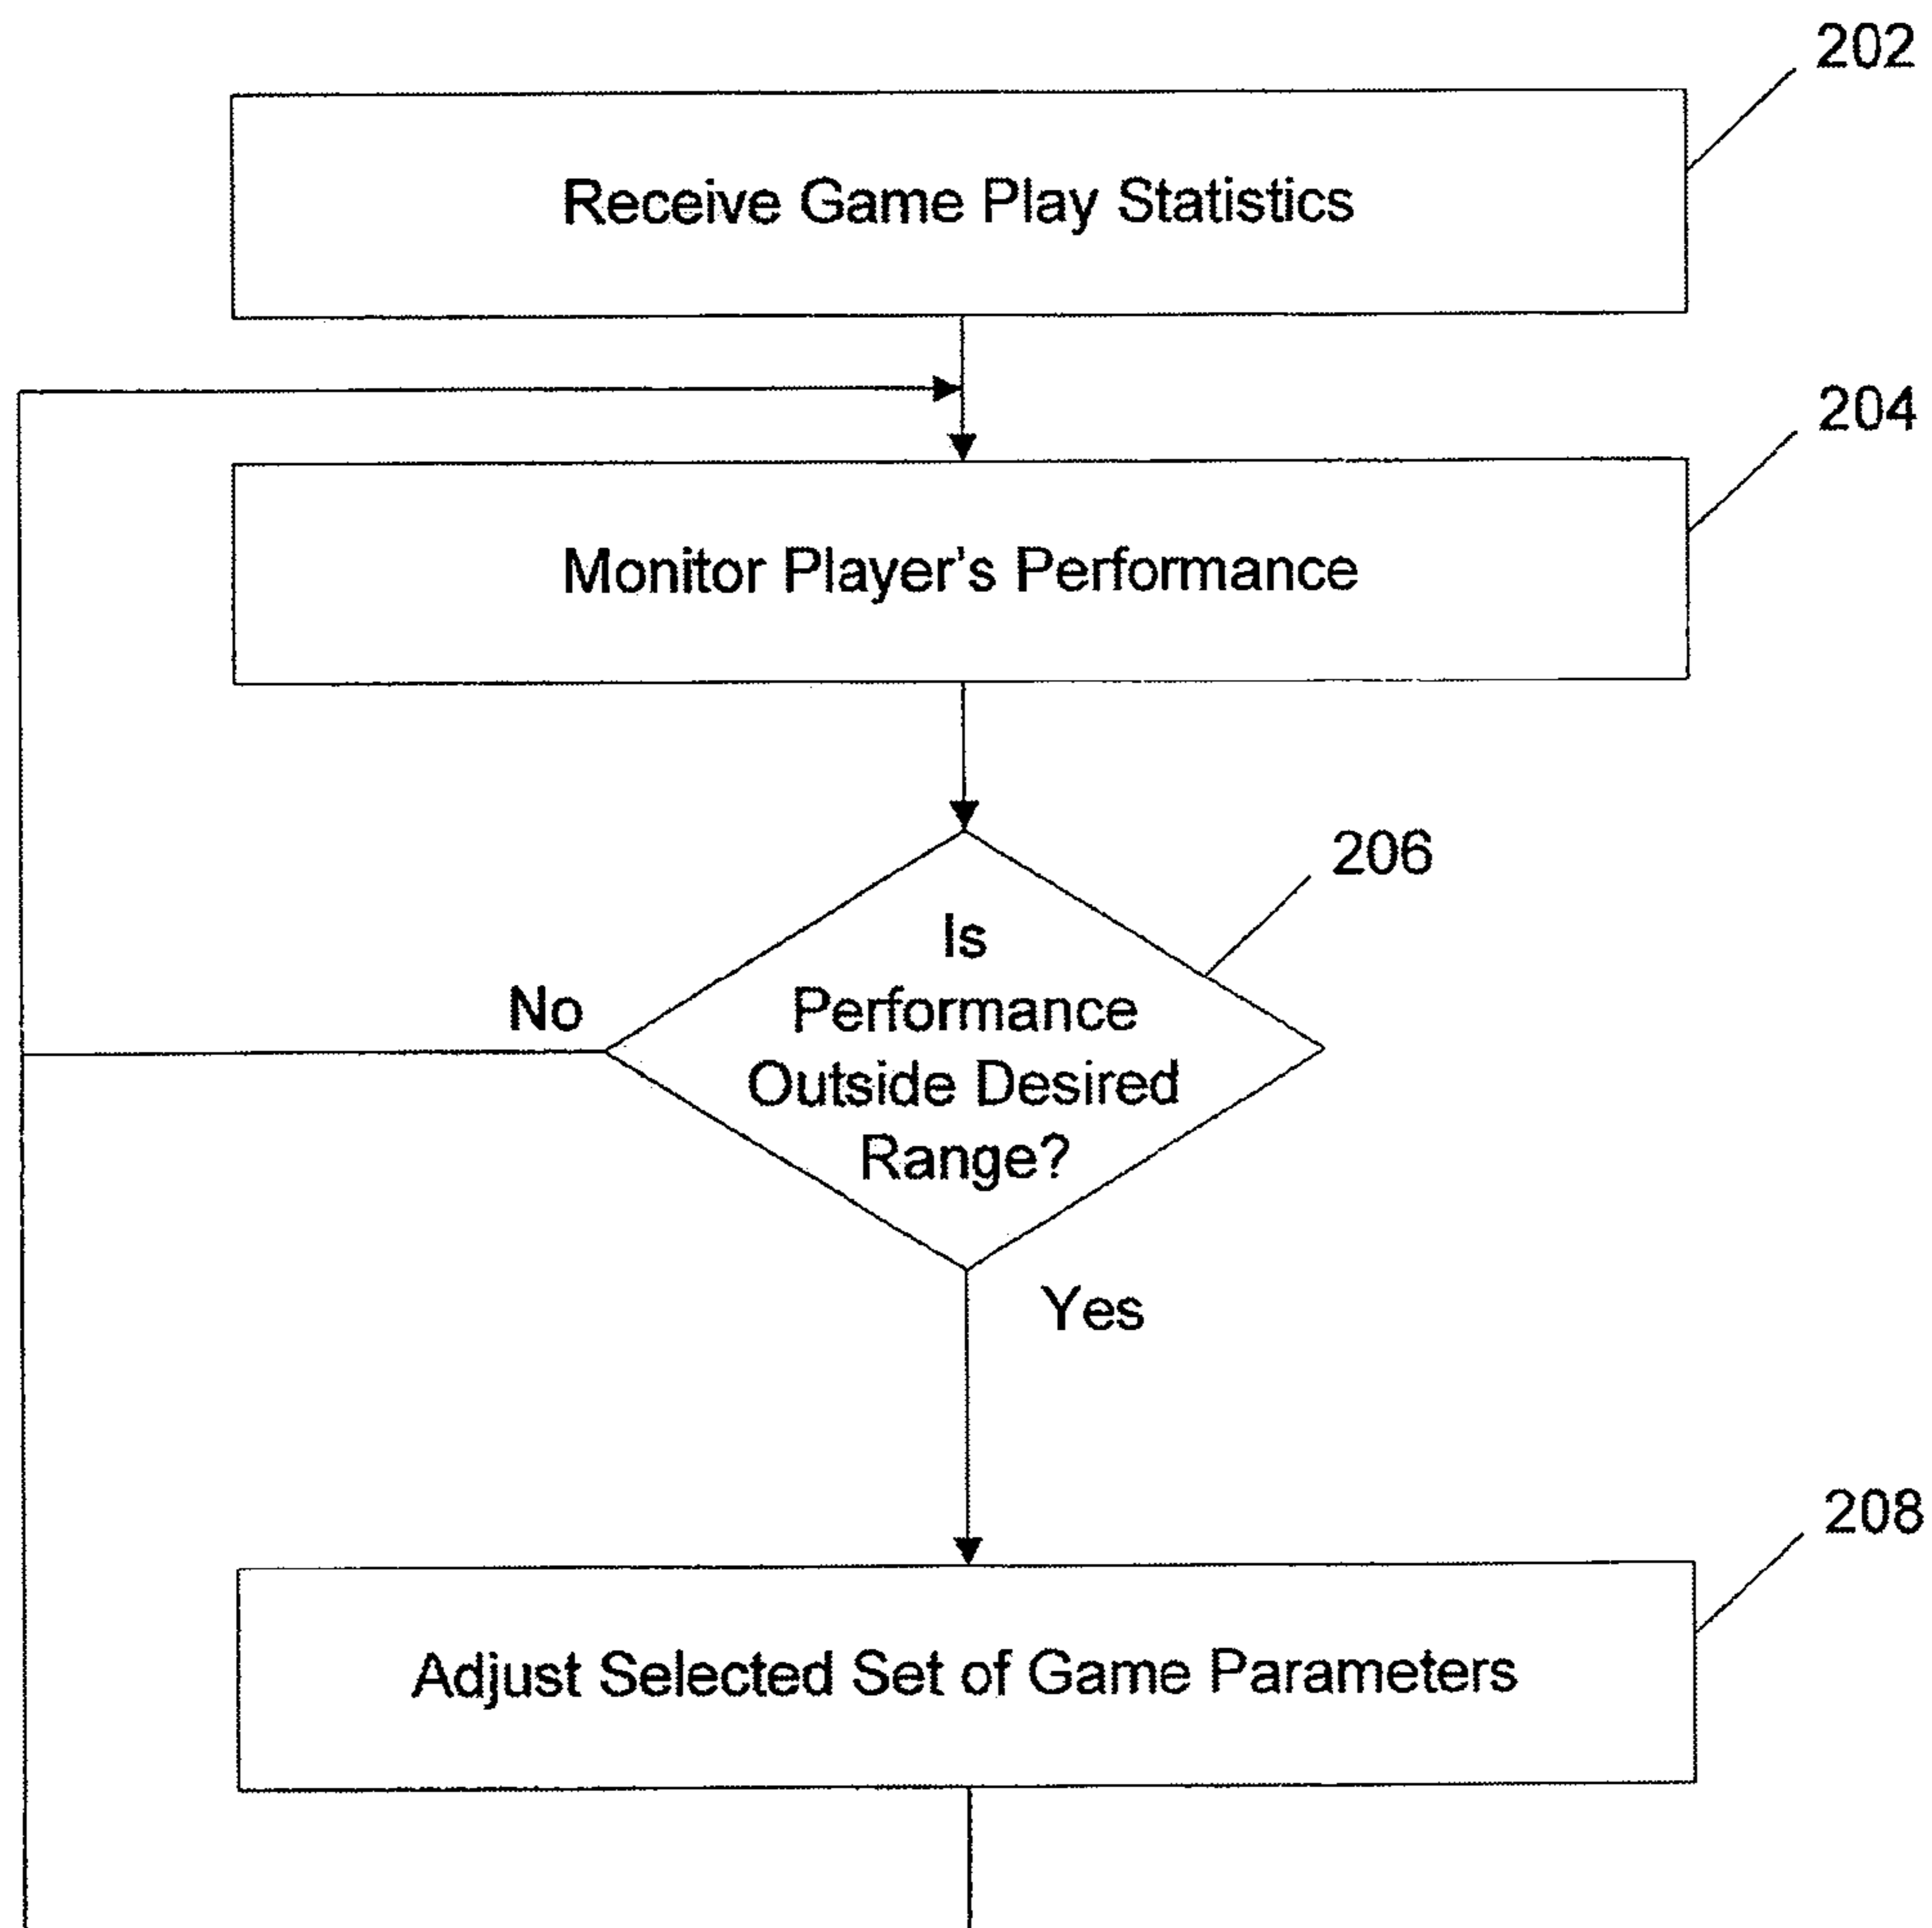 202
Receive Game Play Statistics
204
Monitor Player's Performance
206
Is
Performance
Outside Desired
Range?
No
Yes
208
Adjust Selected Set of Game Parameters